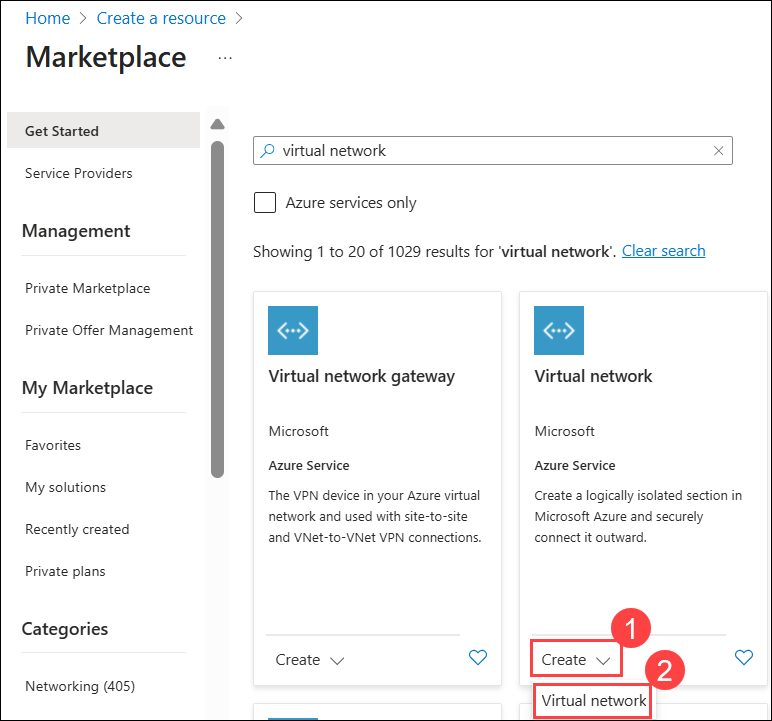 Home > Create a resource >
Marketplace ...
Get Started
Service Providers
Management
Private Marketplace
Private Offer Management
My Marketplace
Favorites
My solutions
Recently created
Private plans
Categories
Networking (405)
virtual network
Azure services only
Showing 1 to 20 of 1029 results for 'virtual network'. Clear search
Virtual network gateway
Microsoft
Azure Service
The VPN device in your Azure virtual
network and used with site-to-site
and VNet-to-VNet VPN connections.
Create
Virtual network
Microsoft
Azure Service
Create a logically isolated section in
Microsoft Azure and securely
connect it outward.
Create
1
2
Virtual network